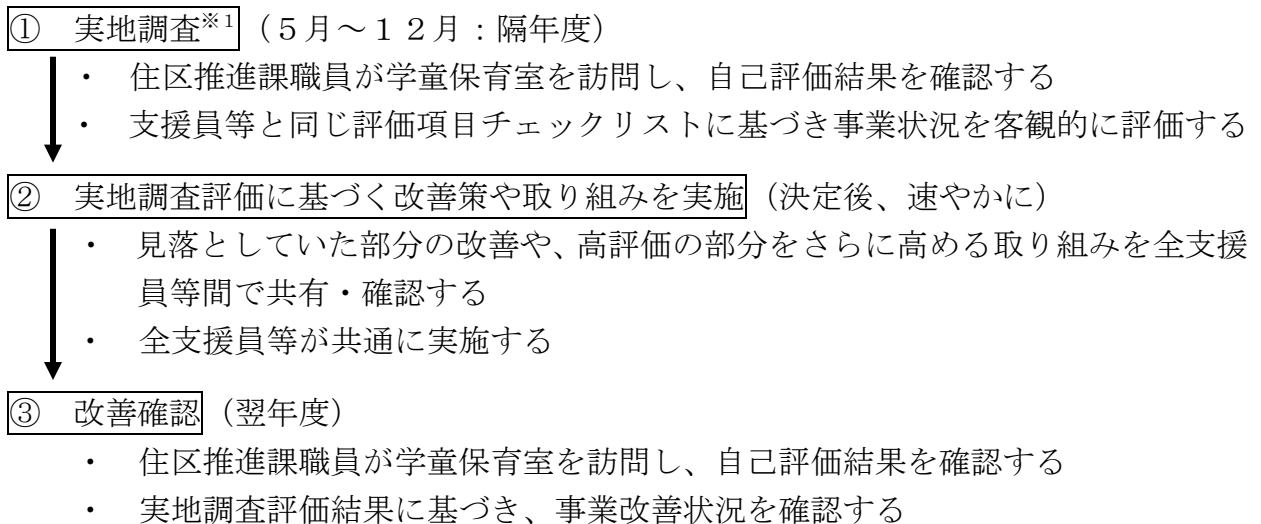 ① 実地調査※1（５月～１２月：隔年度）
・ 住区推進課職員が学童保育室を訪問し、自己評価結果を確認する
・ 支援員等と同じ評価項目チェックリストに基づき事業状況を客観的に評価する
② 実地調査評価に基づく改善策や取り組みを実施（決定後、速やかに）
・ 見落としていた部分の改善や、高評価の部分をさらに高める取り組みを全支援
員等間で共有・確認する
・ 全支援員等が共通に実施する
③ 改善確認（翌年度）
・ 住区推進課職員が学童保育室を訪問し、自己評価結果を確認する
・ 実地調査評価結果に基づき、事業改善状況を確認する